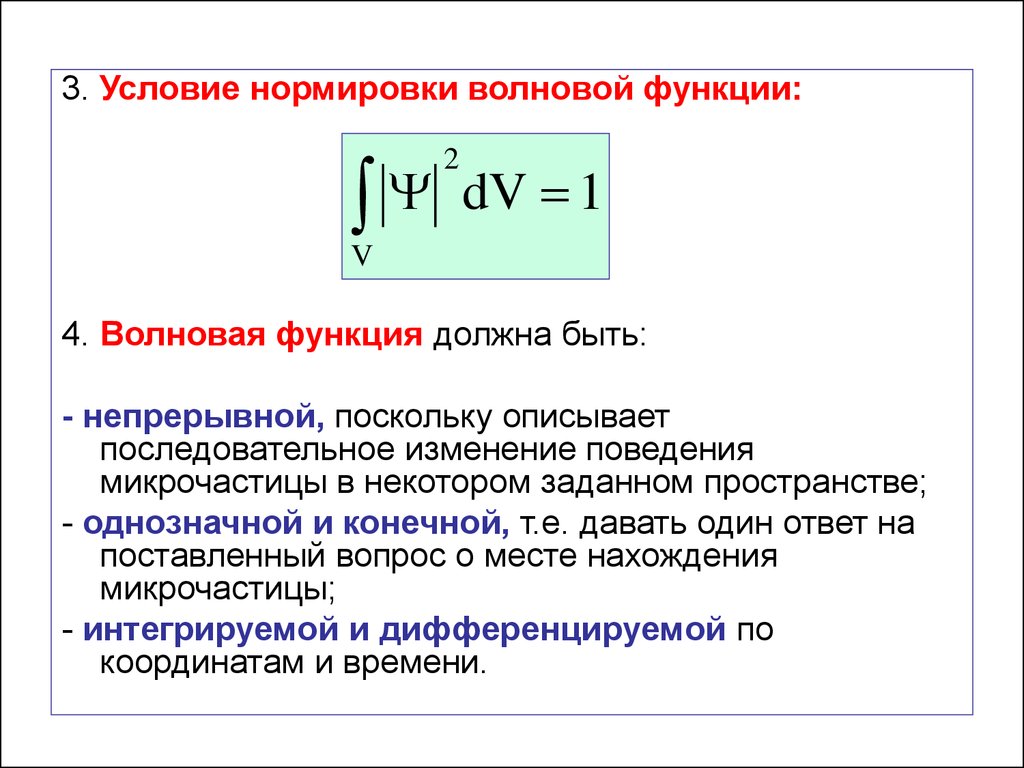 3. Условие нормировки волновой функции:
∫_V |Ψ|² dV = 1
4. Волновая функция должна быть:
- непрерывной, поскольку описывает
последовательное изменение поведения
микрочастицы в некотором заданном пространстве;
- однозначной и конечной, т.е. давать один ответ на
поставленный вопрос о месте нахождения
микрочастицы;
- интегрируемой и дифференцируемой по
координатам и времени.